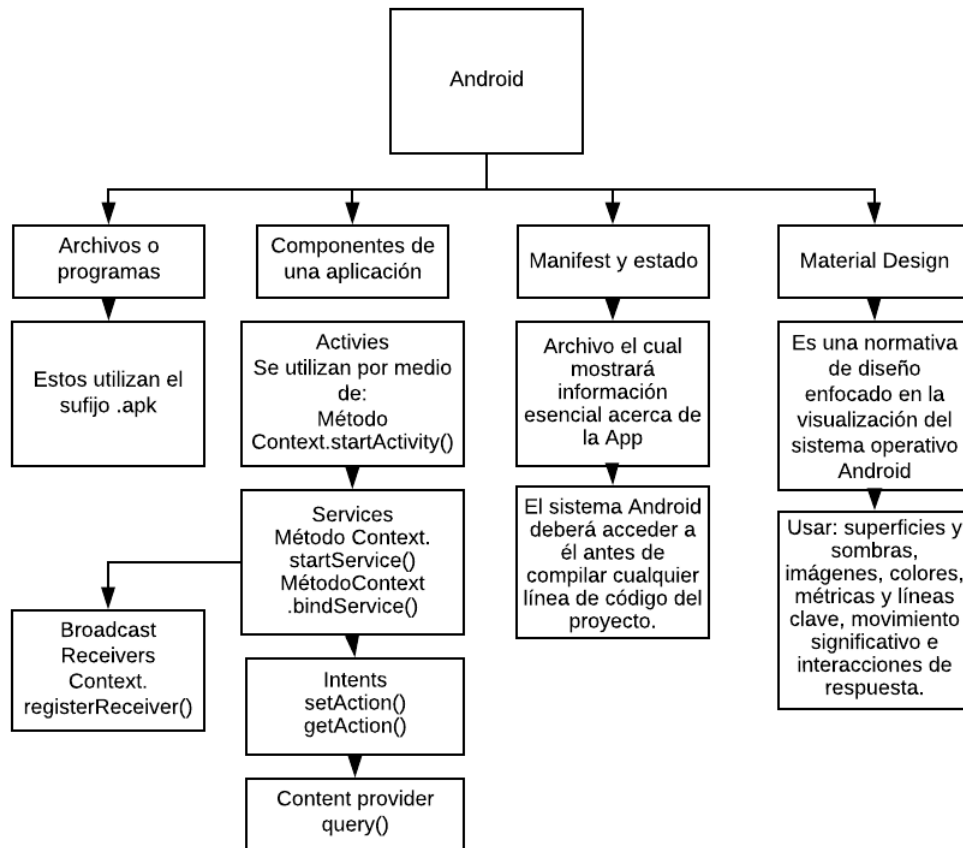 Android
Archivos o
programas
Estos utilizan el
sufijo .apk
Componentes de
una aplicación
Activies
Se utilizan por medio
de:
Método
Context.startActivity()
Services
Método Context.
startService()
MétodoContext
.bindService()
Broadcast
Receivers
Context.
registerReceiver()
Intents
setAction()
getAction()
Content provider
query()
Manifest y estado
Archivo el cual
mostrará
información
esencial acerca de
la App
El sistema Android
deberá acceder a
él antes de
compilar cualquier
línea de código del
proyecto.
Material Design
Es una normativa
de diseño
enfocado en la
visualización del
sistema operativo
Android
Usar: superficies y
sombras,
imágenes, colores,
métricas y líneas
clave, movimiento
significativo e
interacciones de
respuesta.